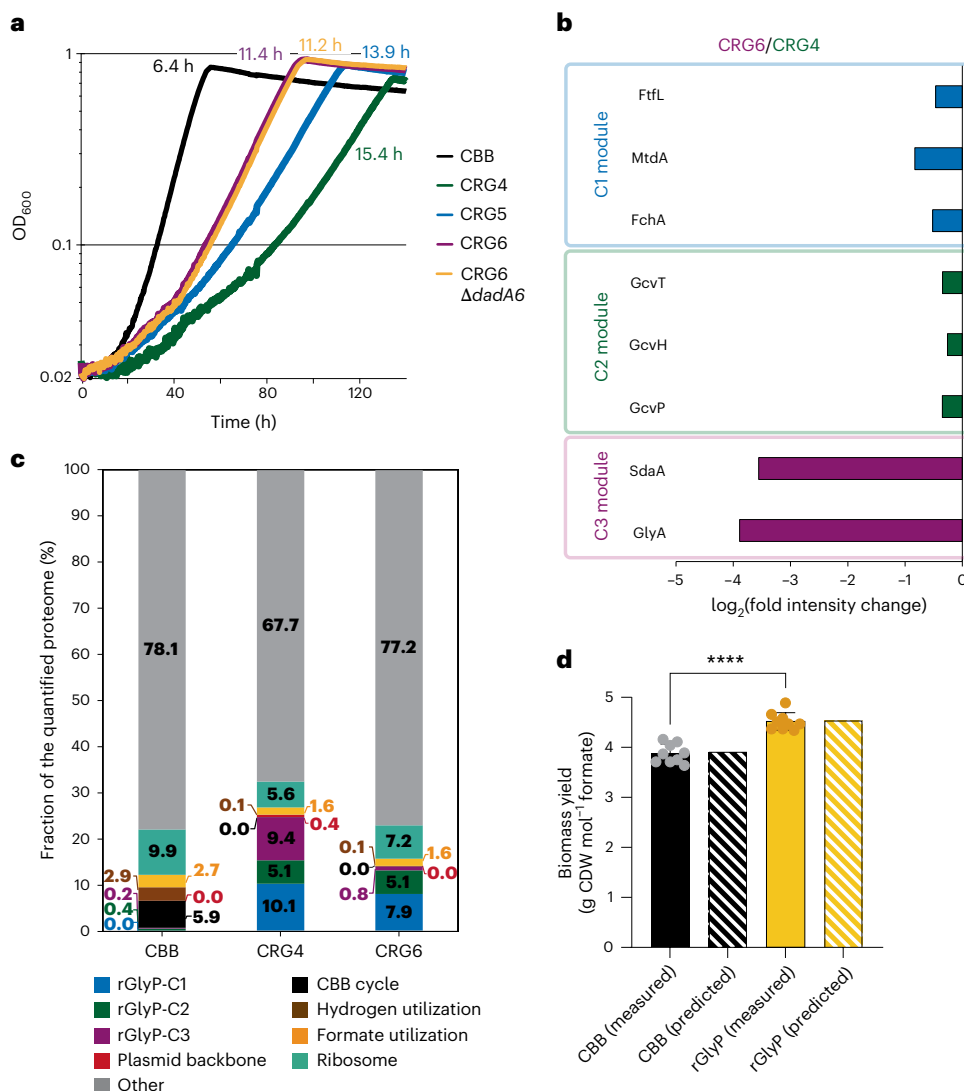 a
1
0.1
0.02
OD600
0
40
80
120
Time (h)
6.4 h
11.4 h
11.2 h
13.9 h
15.4 h
CBB
CRG4
CRG5
CRG6
CRG6
ΔdadA6
b
CRG6/CRG4
C1 module
FtfL
MtdA
FchA
C2 module
GcvT
GcvH
GcvP
C3 module
SdaA
GlyA
–5
–4
–3
–2
–1
0
log2(fold intensity change)
c
Fraction of the quantified proteome (%)
100
90
80
70
60
50
40
30
20
10
0
78.1
9.9
2.7
2.9
0.0
0.2
0.4
5.9
0.0
67.7
5.6
0.1
1.6
0.0
0.4
9.4
5.1
10.1
77.2
7.2
0.1
1.6
0.0
0.0
0.8
5.1
7.9
CBB
CRG4
CRG6
rGlyP-C1
rGlyP-C2
rGlyP-C3
Plasmid backbone
Other
CBB cycle
Hydrogen utilization
Formate utilization
Ribosome
d
****
Biomass yield
(g CDW mol–1 formate)
5
4
3
2
1
0
CBB (measured)
CBB (predicted)
rGlyP (measured)
rGlyP (predicted)